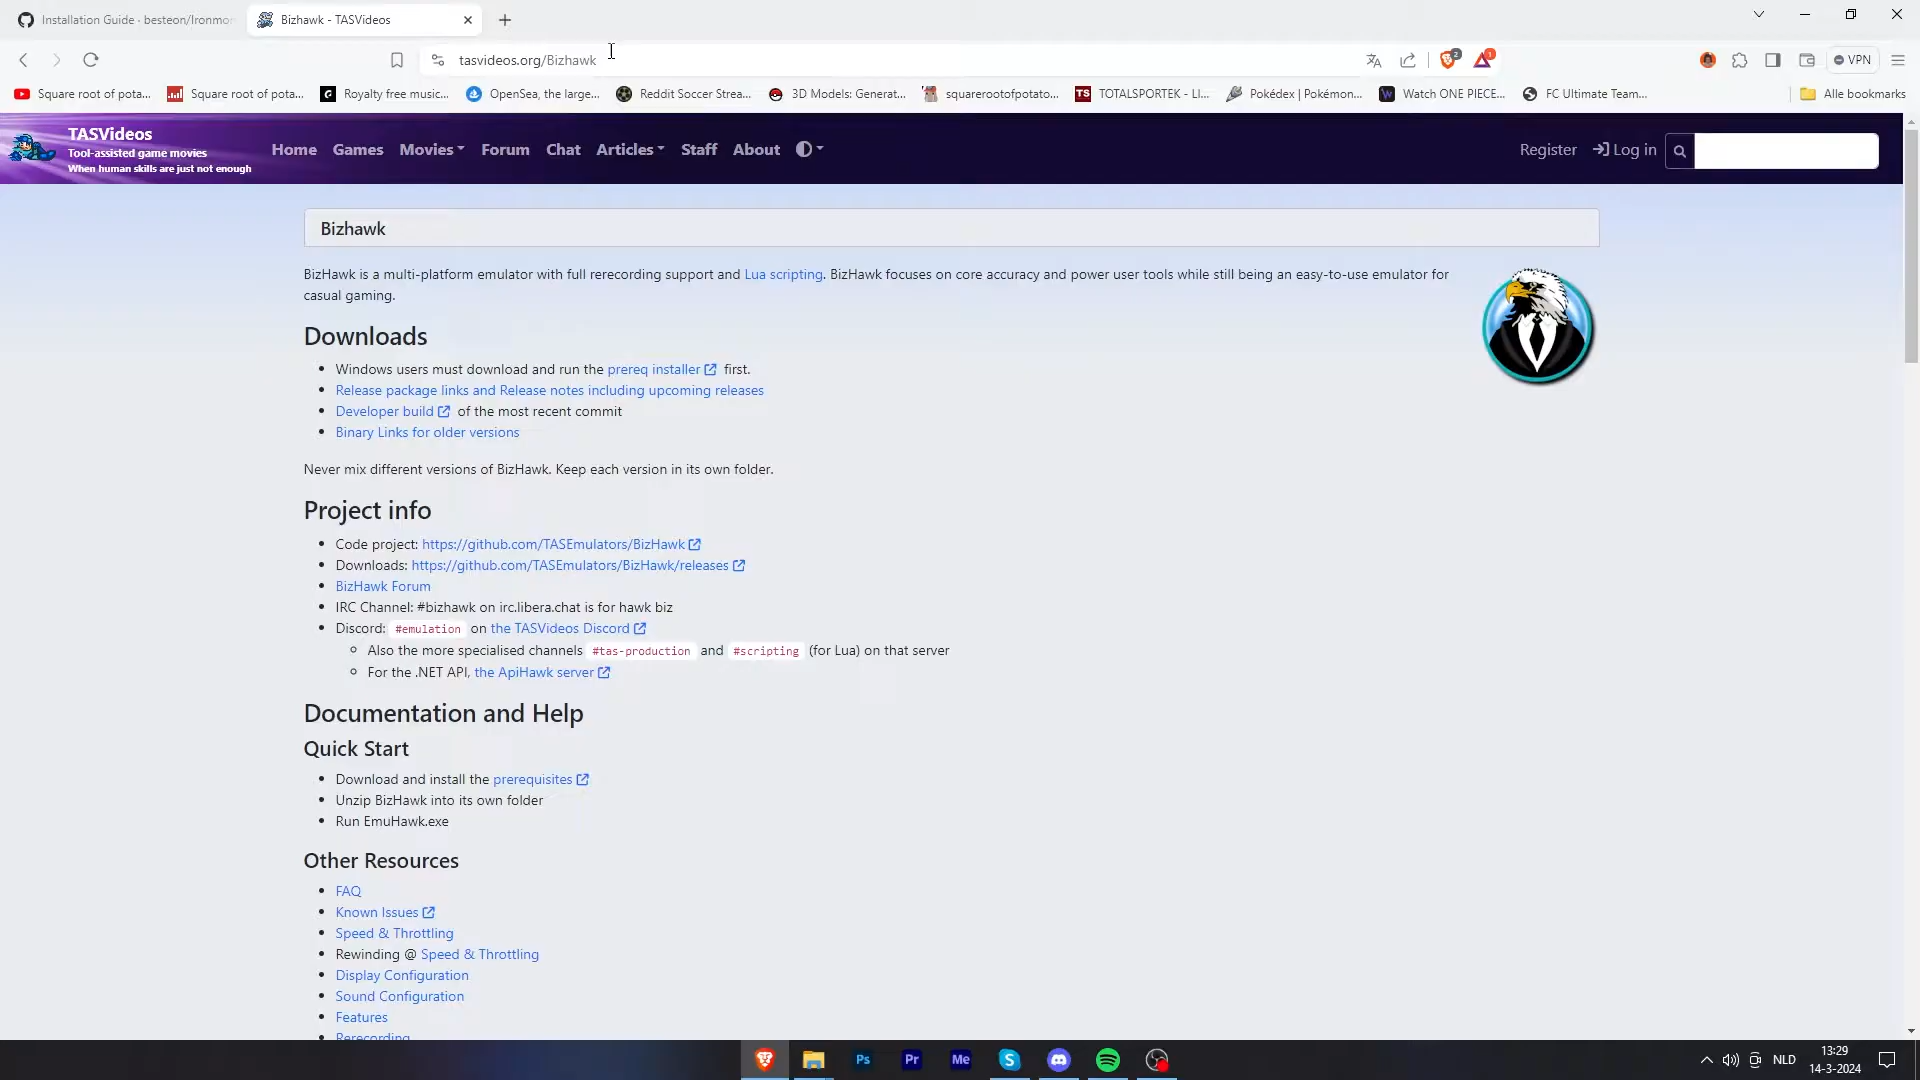 Installation Guide - besteon/Ironmo
Bizhawk - TASVideos
tasvideos.org/Bizhawk
2
1
VPN
Square root of pota...
Square root of pota...
Royalty free music...
OpenSea, the large...
Reddit Soccer Strea...
3D Models: Generat...
squarerootofpotato...
TS
TOTALSPORTEK - LI...
Pokédex | Pokémon...
Watch ONE PIECE...
FC Ultimate Team...
Alle bookmarks
TASVideos
Tool-assisted game movies
When human skills are just not enough
Home
Games
Movies
Forum
Chat
Articles
Staff
About
Register
Log in
Bizhawk
BizHawk is a multi-platform emulator with full rerecording support and Lua scripting. BizHawk focuses on core accuracy and power user tools while still being an easy-to-use emulator for
casual gaming.
Downloads
Windows users must download and run the prereq installer first.
Release package links and Release notes including upcoming releases
Developer build of the most recent commit
Binary Links for older versions
Never mix different versions of BizHawk. Keep each version in its own folder.
Project info
Code project: https://github.com/TASEmulators/BizHawk
Downloads: https://github.com/TASEmulators/BizHawk/releases
BizHawk Forum
IRC Channel: #bizhawk on irc.libera.chat is for hawk biz
Discord: #emulation on the TASVideos Discord
Also the more specialised channels #tas-production and #scripting (for Lua) on that server
For the .NET API, the ApiHawk server
Documentation and Help
Quick Start
Download and install the prerequisites
Unzip BizHawk into its own folder
Run EmuHawk.exe
Other Resources
FAQ
Known Issues
Speed & Throttling
Rewinding @ Speed & Throttling
Display Configuration
Sound Configuration
Features
Rerecording
Ps
Pr
Me
NLD
13:29
14-3-2024